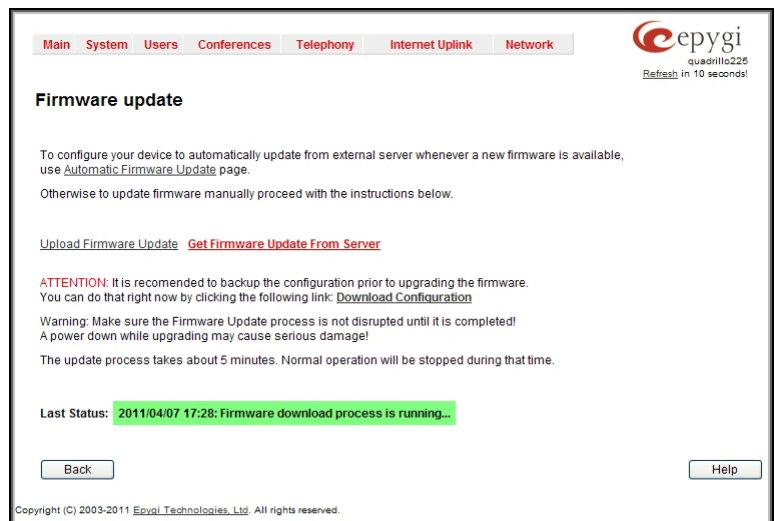 Main System Users Conferences Telephony Internet Uplink Network
epygi
quadrillo225
Refresh in 10 seconds!
Firmware update
To configure your device to automatically update from external server whenever a new firmware is available,
use Automatic Firmware Update page.
Otherwise to update firmware manually proceed with the instructions below.
Upload Firmware Update Get Firmware Update From Server
ATTENTION: It is recomended to backup the configuration prior to upgrading the firmware.
You can do that right now by clicking the following link: Download Configuration
Warning: Make sure the Firmware Update process is not disrupted until it is completed!
A power down while upgrading may cause serious damage!
The update process takes about 5 minutes. Normal operation will be stopped during that time.
Last Status: 2011/04/07 17:28: Firmware download process is running...
Back Help
Copyright (C) 2003-2011 Epygi Technologies, Ltd. All rights reserved.